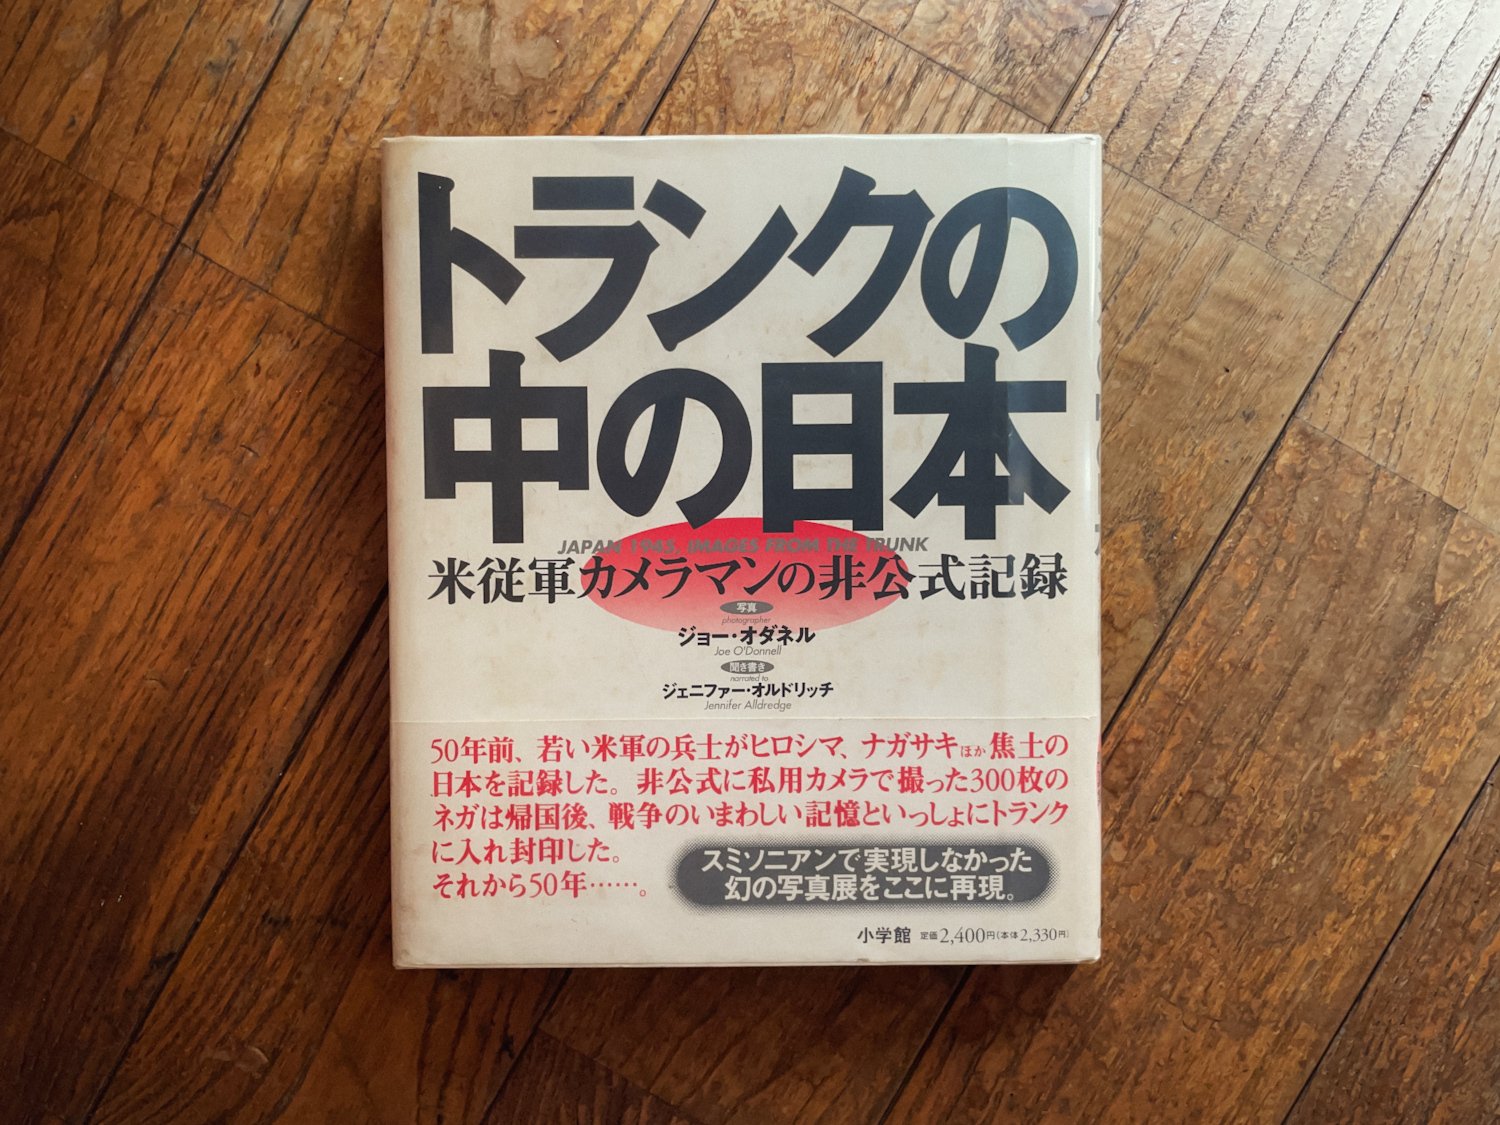 トランクの
中の日本
JAPAN 1945, IMAGES FROM THE TRUNK
米従軍カメラマンの非公式記録
写真
photographer
ジョー・オダネル
Joe O'Donnell
聞き書き
narrated to
ジェニファー・オルドリッチ
Jennifer Alldredge
50年前、若い米軍の兵士がヒロシマ、ナガサキほか焦土の
日本を記録した。非公式に私用カメラで撮った300枚の
ネガは帰国後、戦争のいまわしい記憶といっしょにトランク
に入れ封印した。
それから50年……。
スミソニアンで実現しなかった
幻の写真展をここに再現。
小学館 定価2,400円(本体2,330円)